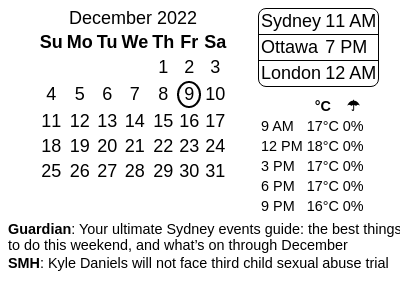 December 2022
Su Mo Tu We Th Fr Sa
1 2 3
4 5 6 7 8 9 10
11 12 13 14 15 16 17
18 19 20 21 22 23 24
25 26 27 28 29 30 31
Sydney 11 AM
Ottawa 7 PM
London 12 AM
°C ☂
9 AM 17°C 0%
12 PM 18°C 0%
3 PM 17°C 0%
6 PM 17°C 0%
9 PM 16°C 0%
Guardian: Your ultimate Sydney events guide: the best things
to do this weekend, and what's on through December
SMH: Kyle Daniels will not face third child sexual abuse trial